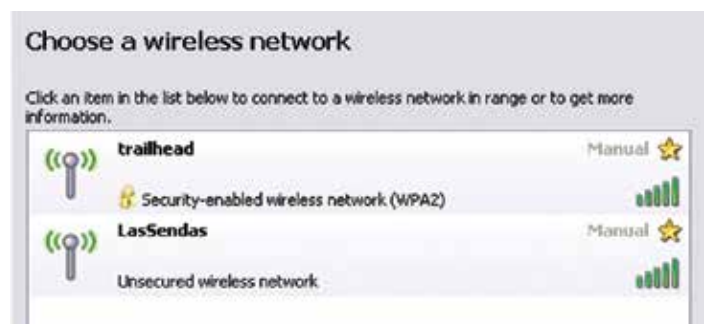 Choose a wireless network
Click an item in the list below to connect to a wireless network in range or to get more
information.
trailhead Manual
Security-enabled wireless network (WPA2)
LasSendas Manual
Unsecured wireless network